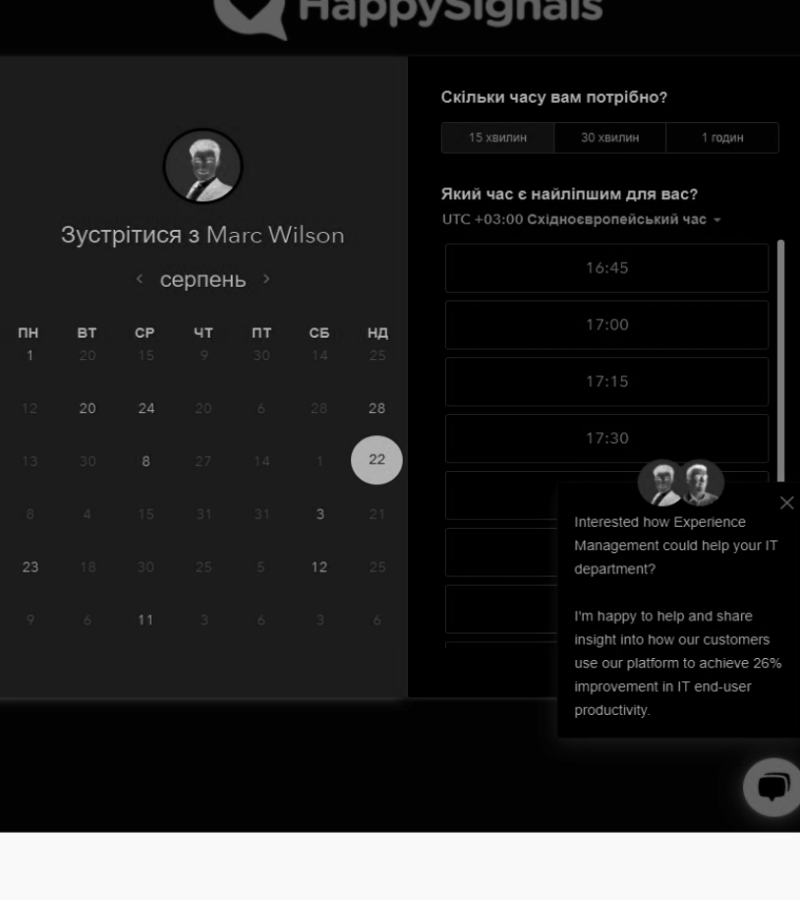 HappySignals
Зустрітися з Marc Wilson
серпень
ПН ВТ СР ЧТ ПТ СБ НД
1 20 15 9 30 14 25
12 20 24 20 6 28 28
13 30 8 27 14 1 22
8 4 15 31 31 3 21
23 18 30 25 5 12 25
9 6 11 3 6 3 6
Скільки часу вам потрібно?
15 хвилин 30 хвилин 1 годин
Який час є найліпшим для вас?
UTC +03:00 Східноєвропейський час
16:45
17:00
17:15
17:30
Interested how Experience
Management could help your IT
department?
I'm happy to help and share
insight into how our customers
use our platform to achieve 26%
improvement in IT end-user
productivity.